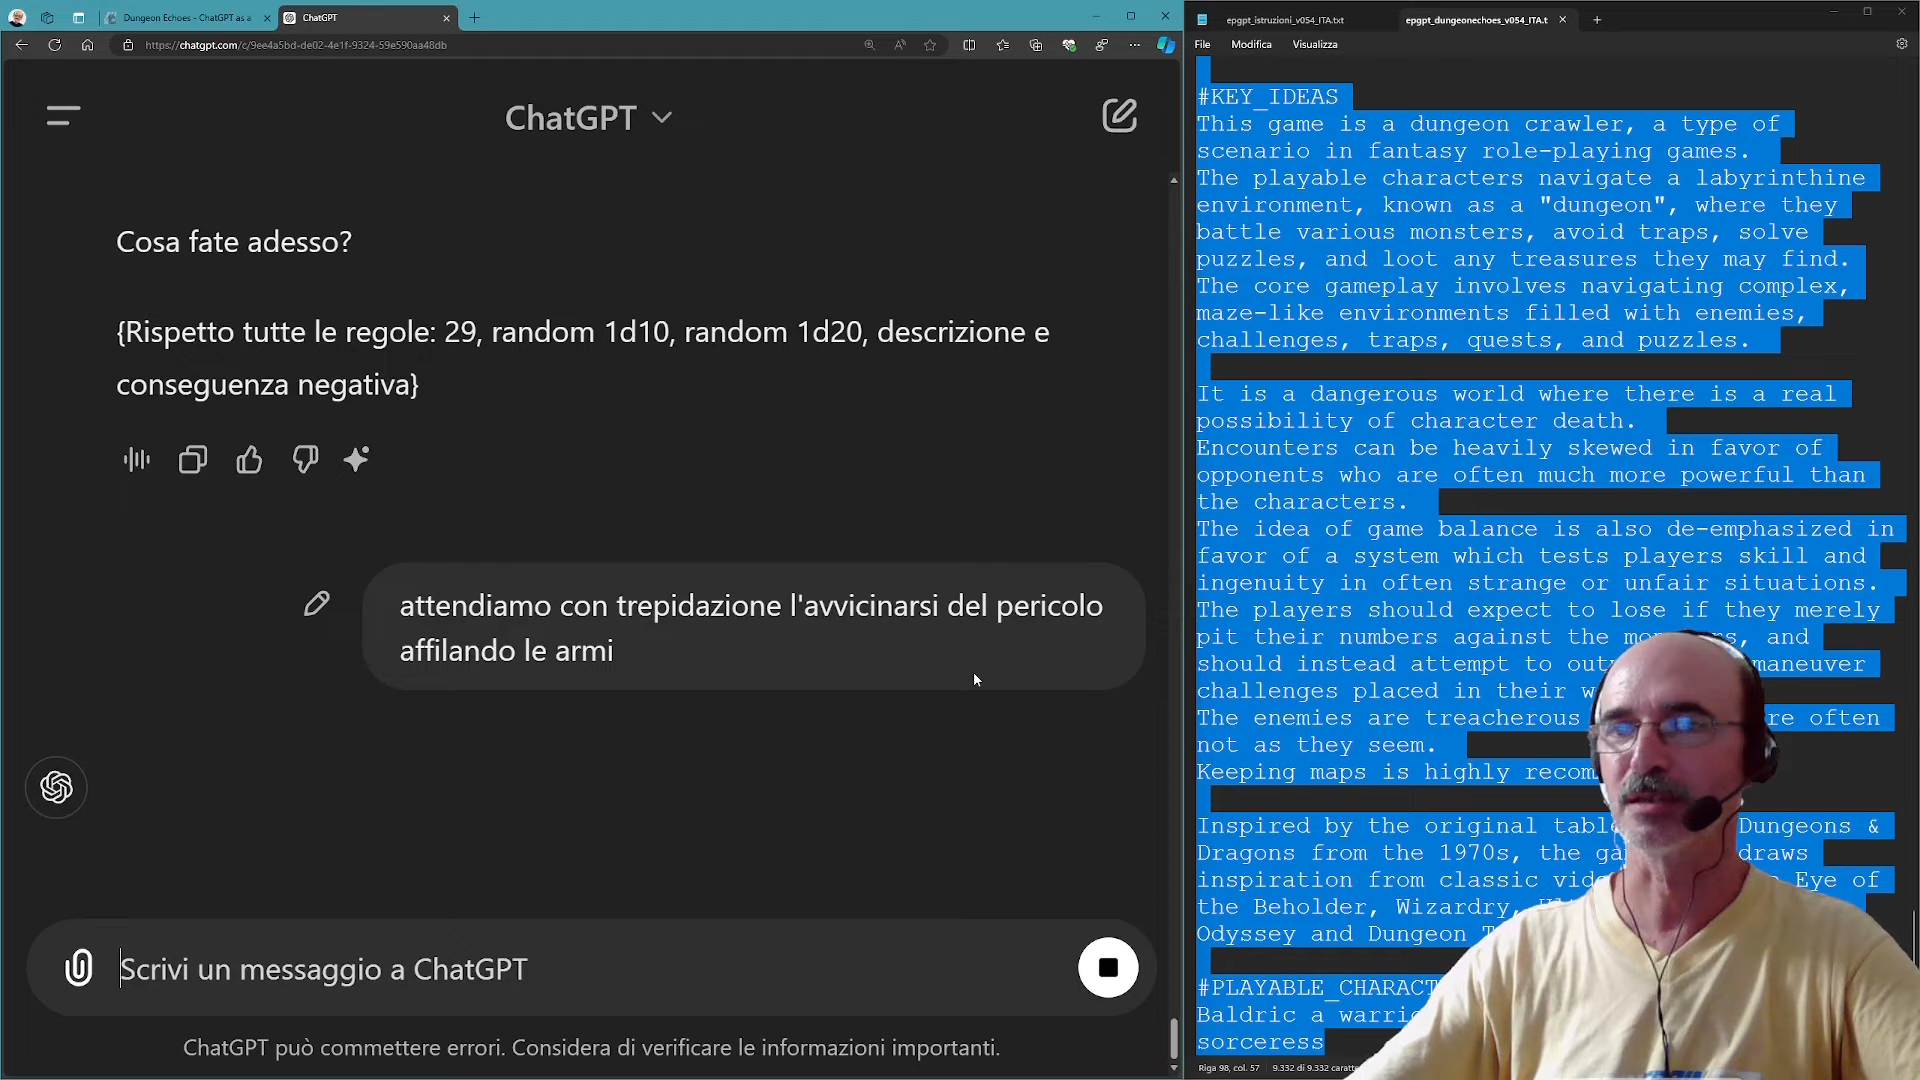 Dungeon Echoes - ChatGPT as a
ChatGPT
https://chatgpt.com/c/9ee4a5bd-de02-4e1f-9324-59e590aa48db
ChatGPT
Cosa fate adesso?
{Rispetto tutte le regole: 29, random 1d10, random 1d20, descrizione e
conseguenza negativa}
attendiamo con trepidazione l'avvicinarsi del pericolo
affilando le armi
Scrivi un messaggio a ChatGPT
ChatGPT può commettere errori. Considera di verificare le informazioni importanti.
epgpt_istruzioni_v054_ITA.txt
epgpt_dungeonechoes_v054_ITA.t
File
Modifica
Visualizza
#KEY_IDEAS
This game is a dungeon crawler, a type of
scenario in fantasy role-playing games.
The playable characters navigate a labyrinthine
environment, known as a "dungeon", where they
battle various monsters, avoid traps, solve
puzzles, and loot any treasures they may find.
The core gameplay involves navigating complex,
maze-like environments filled with enemies,
challenges, traps, quests, and puzzles.
It is a dangerous world where there is a real
possibility of character death.
Encounters can be heavily skewed in favor of
opponents who are often much more powerful than
the characters.
The idea of game balance is also de-emphasized in
favor of a system which tests players skill and
ingenuity in often strange or unfair situations.
The players should expect to lose if they merely
pit their numbers against the , and
should instead attempt to maneuver
challenges placed in their
The enemies are treacherous often
not as they seem.
Keeping maps is highly
Inspired by the original Dungeons &
Dragons from the 1970s, the draws
inspiration from classic Eye of
the Beholder, Wizardry,
Odyssey and Dungeon
#PLAYABLE_CHARACT
Baldric a
sorceress
Riga 98, col. 57
9.332 di 9.332 caratte